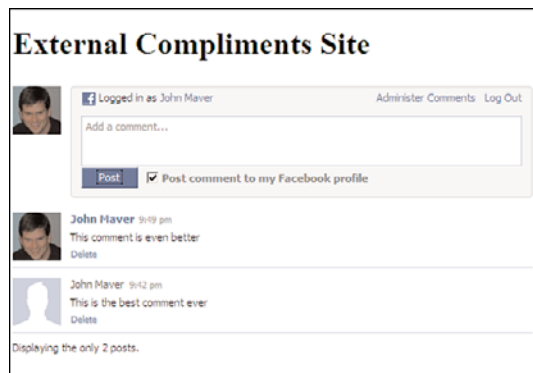 External Compliments Site
Logged in as John Maver Administer Comments Log Out
Add a comment...
Post Post comment to my Facebook profile
John Maver 9:49 pm
This comment is even better
Delete
John Maver 9:42 pm
This is the best comment ever
Delete
Displaying the only 2 posts.